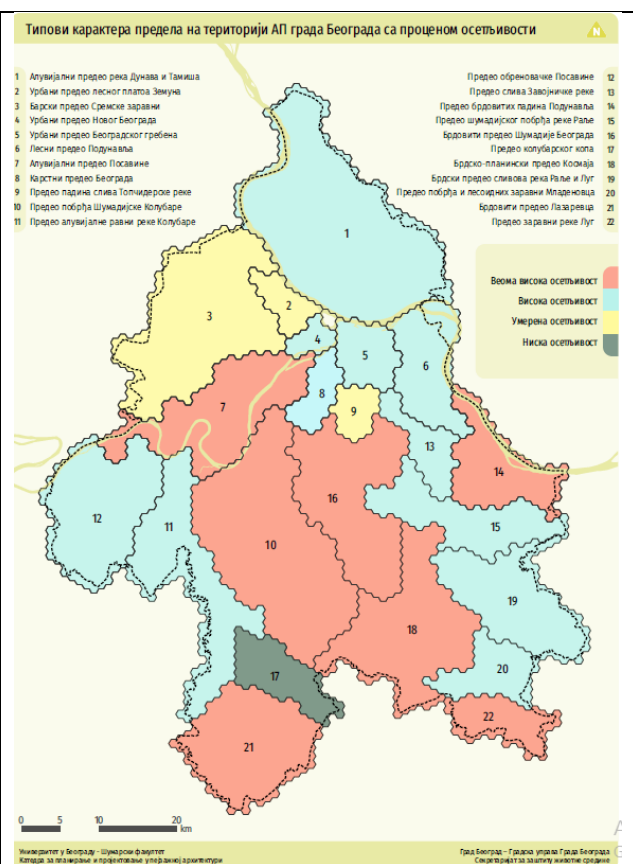 Типови карактера предела на територији АП града Београда са проценом осетљивости
N
1 Алувијални предео река Дунава и Тамиша
2 Урбани предео лесног платоа Земуна
3 Барски предео Сремске заравни
4 Урбани предео Новог Београда
5 Урбани предео Београдског гребена
6 Лесни предео Подунавља
7 Алувијални предео Посавине
8 Карстни предео Београда
9 Предео падина слива Топчидерске реке
10 Предео побрђа Шумадијске Колубаре
11 Предео алувијалне равни реке Колубаре
Предео обреновачке Посавине 12
Предео слива Завојничке реке 13
Предео брдовитих падина Подунавља 14
Предео шумадијског побрђа реке Раље 15
Брдовити предео Шумадије Београда 16
Предео колубарског копа 17
Брдско-планински предео Космаја 18
Брдски предео сливова реке Раље и Луг 19
Предео побрђа и лесоидних заравни Младеновца 20
Брдовити предео Лазаревца 21
Предео заравни реке Луг 22
Веома висока осетљивост
Висока осетљивост
Умерена осетљивост
Ниска осетљивост
1
2
3
4
5
6
7
8
9
13
14
16
15
12
11
10
19
18
20
17
22
21
0 5 10 20
km
Универзитет у Београду - Шумарски факултет
Катедра за планирање и пројектовање у пејзажној архитектури
Град Београд - Градска управа Града Београда
Секретаријат за заштиту животне средине